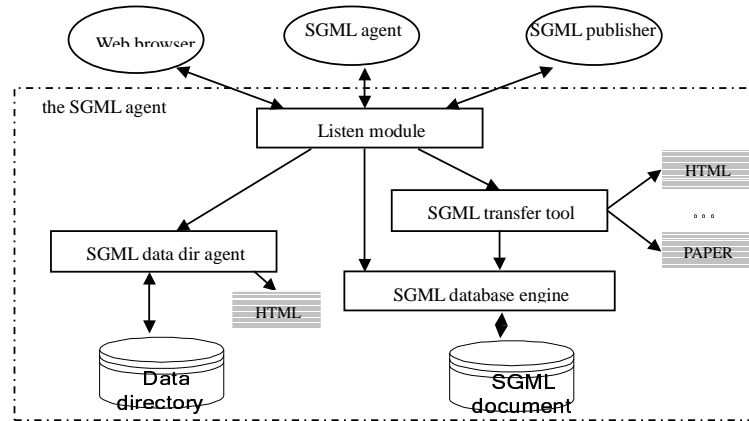 Web browser
SGML agent
SGML publisher
the SGML agent
Listen module
HTML
SGML transfer tool
。。。
SGML data dir agent
PAPER
SGML database engine
HTML
Data
directory
SGML
document